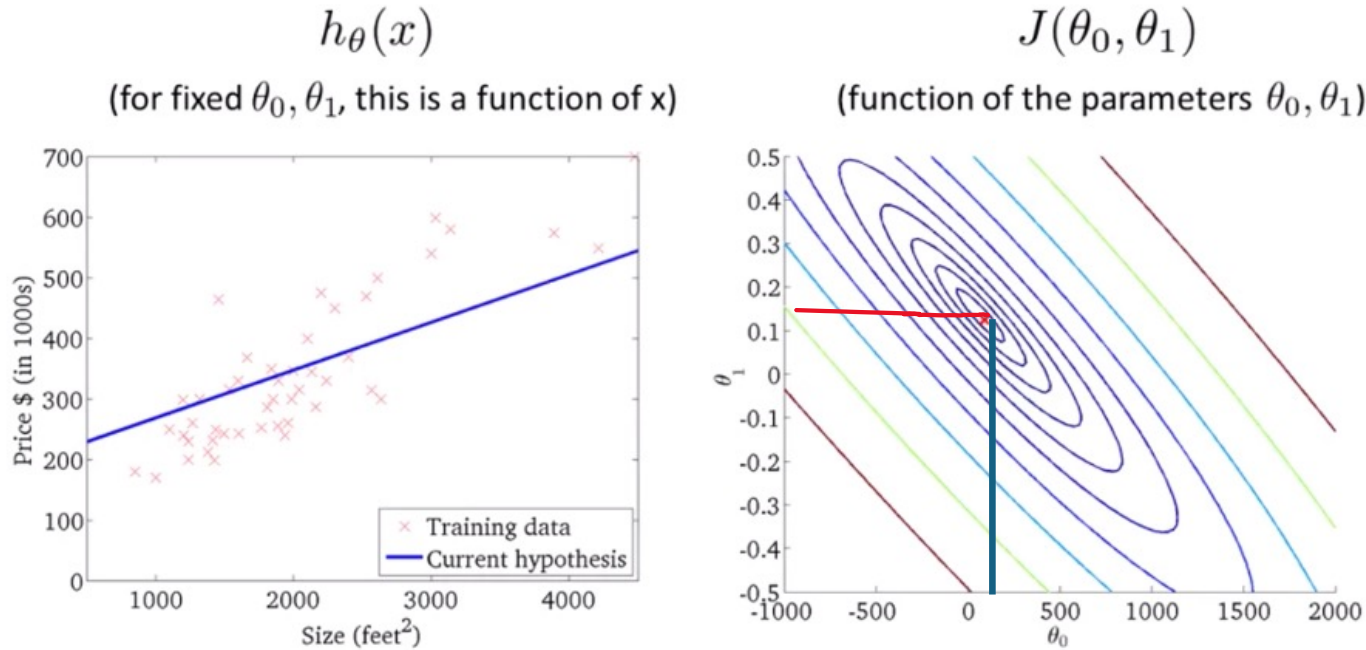 hθ(x)
(for fixed θ0, θ1, this is a function of x)
700
600
500
400
300
200
100
0
Price $ (in 1000s)
1000 2000 3000 4000
Size (feet2)
Training data
Current hypothesis
J(θ0, θ1)
(function of the parameters θ0, θ1)
0.5
0.4
0.3
0.2
0.1
0
-0.1
-0.2
-0.3
-0.4
-0.5
θ1
-1000 -500 0 500 1000 1500 2000
θ0